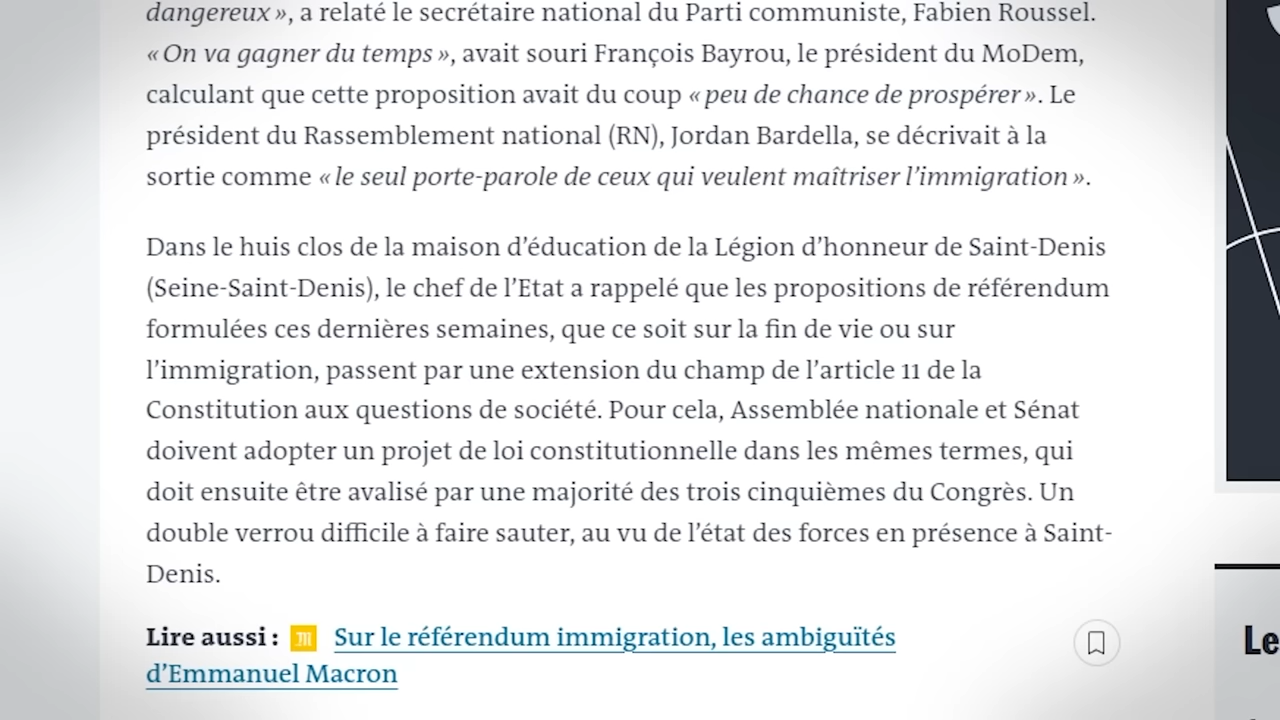 dangereux », a relaté le secrétaire national du Parti communiste, Fabien Roussel.
« On va gagner du temps », avait souri François Bayrou, le président du MoDem,
calculant que cette proposition avait du coup « peu de chance de prospérer ». Le
président du Rassemblement national (RN), Jordan Bardella, se décrivait à la
sortie comme « le seul porte-parole de ceux qui veulent maîtriser l’immigration ».
Dans le huis clos de la maison d’éducation de la Légion d’honneur de Saint-Denis
(Seine-Saint-Denis), le chef de l’Etat a rappelé que les propositions de référendum
formulées ces dernières semaines, que ce soit sur la fin de vie ou sur
l’immigration, passent par une extension du champ de l’article 11 de la
Constitution aux questions de société. Pour cela, Assemblée nationale et Sénat
doivent adopter un projet de loi constitutionnelle dans les mêmes termes, qui
doit ensuite être avalisé par une majorité des trois cinquièmes du Congrès. Un
double verrou difficile à faire sauter, au vu de l’état des forces en présence à Saint-
Denis.
Lire aussi : m Sur le référendum immigration, les ambiguïtés
d’Emmanuel Macron
Le